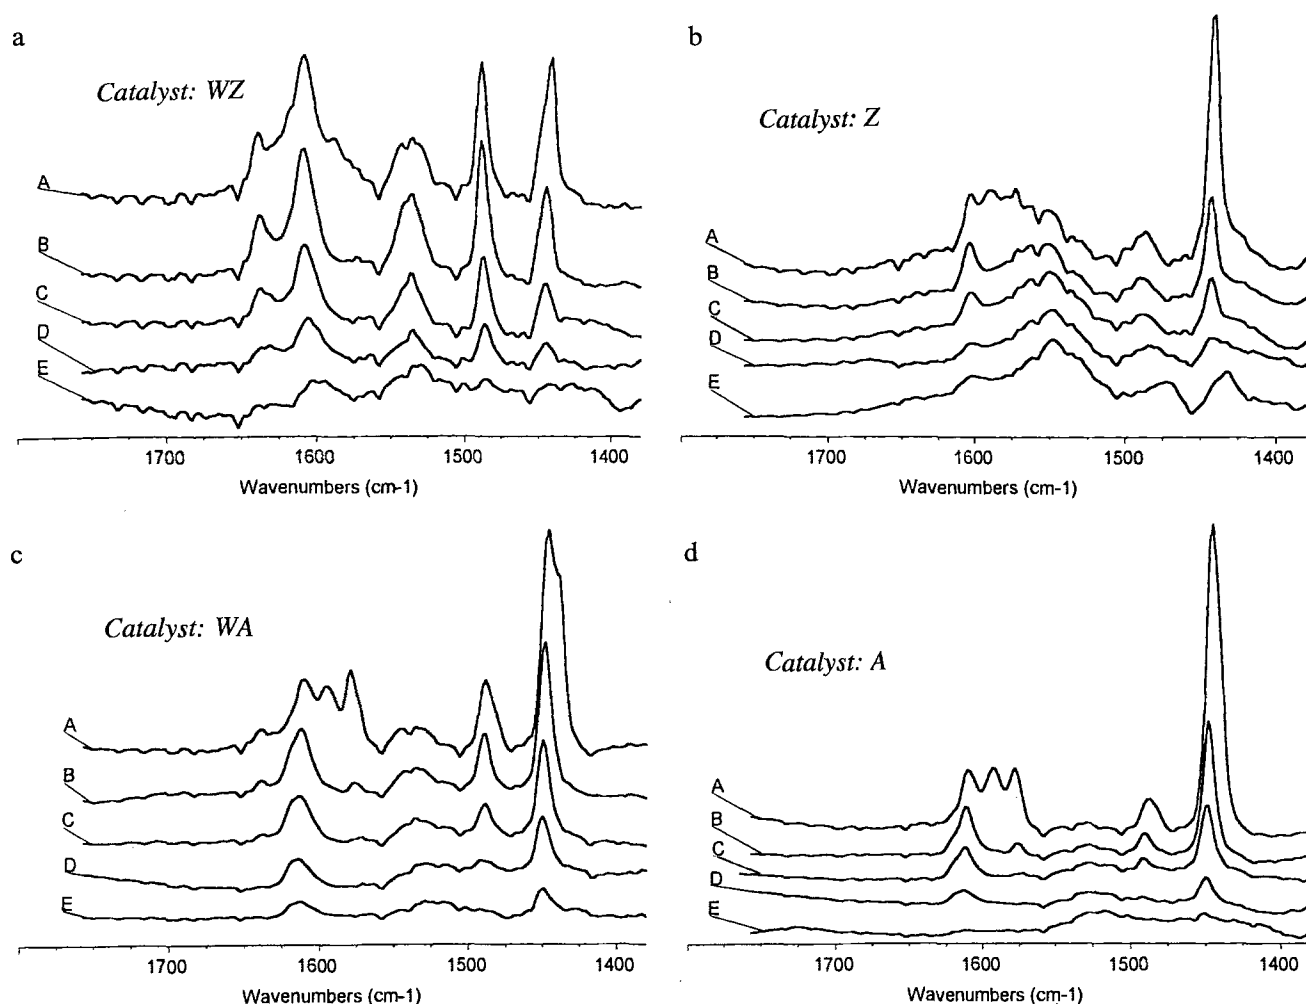 a
Catalyst: WZ
A
B
C
D
E
1700 1600 1500 1400
Wavenumbers (cm-1)
b
Catalyst: Z
A
B
C
D
E
1700 1600 1500 1400
Wavenumbers (cm-1)
c
Catalyst: WA
A
B
C
D
E
1700 1600 1500 1400
Wavenumbers (cm-1)
d
Catalyst: A
A
B
C
D
E
1700 1600 1500 1400
Wavenumbers (cm-1)